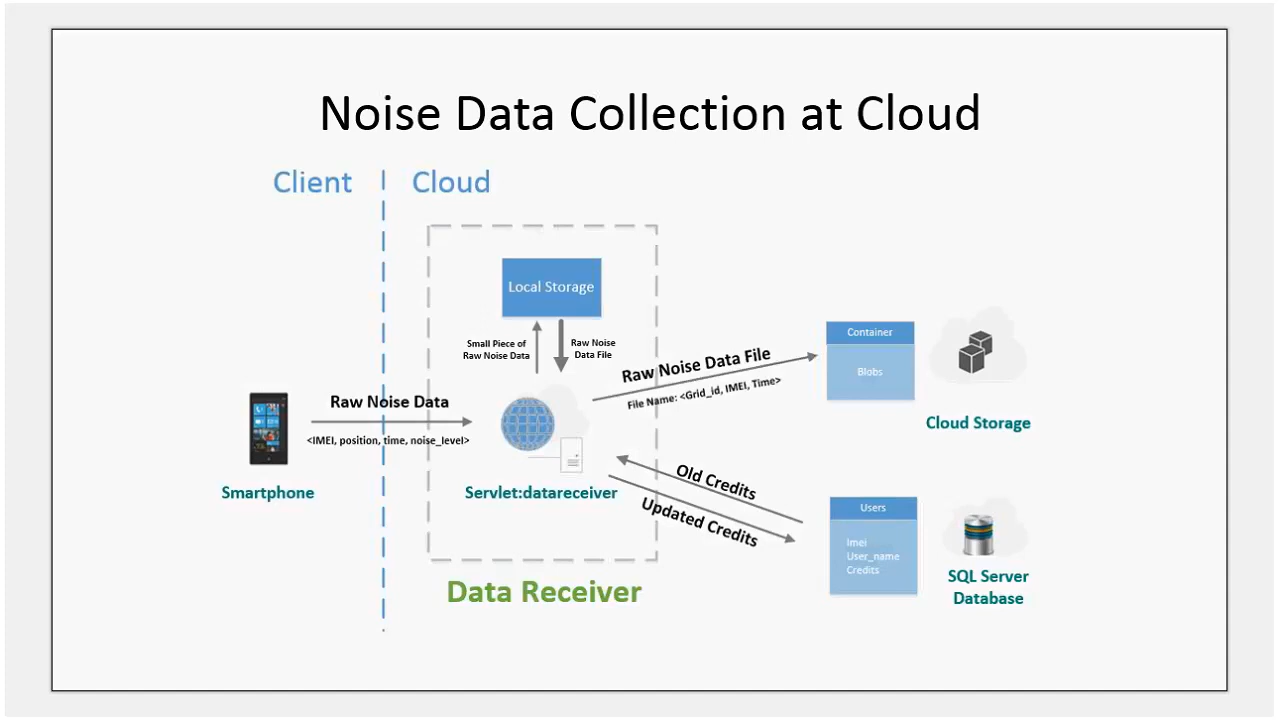 Noise Data Collection at Cloud
Client
Cloud
Local Storage
Small Piece of
Raw Noise Data
Raw Noise
Data File
Raw Noise Data
<IMEI, position, time, noise_level>
Smartphone
Servlet:datareceiver
Data Receiver
Raw Noise Data File
File Name: <Grid_id, IMEI, Time>
Container
Blobs
Cloud Storage
Old Credits
Updated Credits
Users
Imei
User_name
Credits
SQL Server
Database